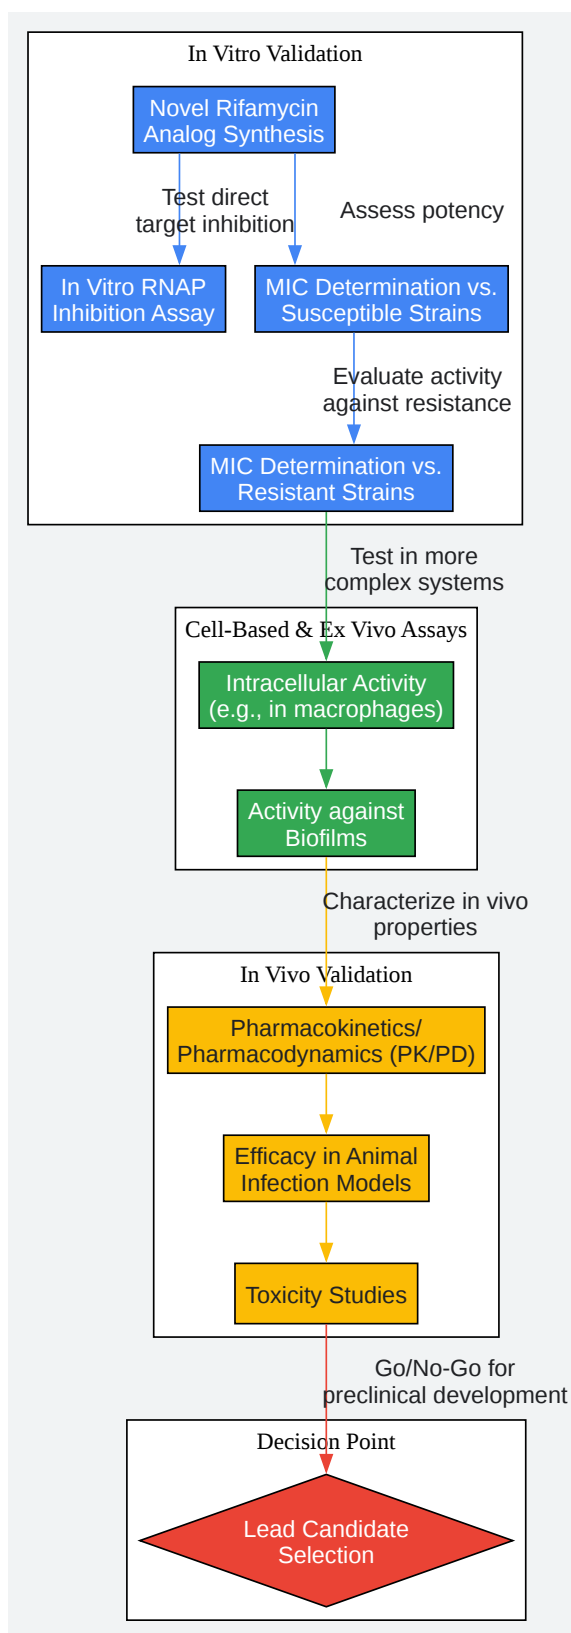 In Vitro Validation
Novel Rifamycin
Analog Synthesis
Test direct
target inhibition
Assess potency
In Vitro RNAP
Inhibition Assay
MIC Determination vs.
Susceptible Strains
Evaluate activity
against resistance
MIC Determination vs.
Resistant Strains
Test in more
complex systems
Cell-Based & Ex Vivo Assays
Intracellular Activity
(e.g., in macrophages)
Activity against
Biofilms
Characterize in vivo
properties
In Vivo Validation
Pharmacokinetics/
Pharmacodynamics (PK/PD)
Efficacy in Animal
Infection Models
Toxicity Studies
Go/No-Go for
preclinical development
Decision Point
Lead Candidate
Selection